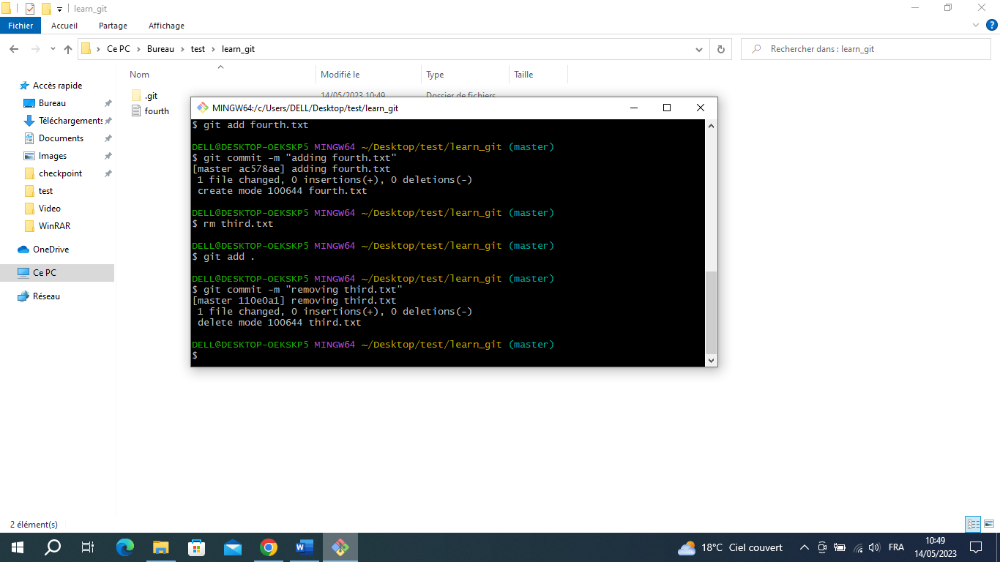 learn_git
Fichier Accueil Partage Affichage
Ce PC Bureau test learn_git
Rechercher dans : learn_git
Nom Modifié le Type Taille
.git 14/05/2023 10:49 Dossier de fichiers
fourth
Accès rapide
Bureau
Téléchargements
Documents
Images
checkpoint
test
Video
WinRAR
OneDrive
Ce PC
Réseau
MINGW64:/c/Users/DELL/Desktop/test/learn_git
$ git add fourth.txt
DELL@DESKTOP-OEKSKP5 MINGW64 ~/Desktop/test/learn_git (master)
$ git commit -m "adding fourth.txt"
[master ac578ae] adding fourth.txt
1 file changed, 0 insertions(+), 0 deletions(-)
create mode 100644 fourth.txt
DELL@DESKTOP-OEKSKP5 MINGW64 ~/Desktop/test/learn_git (master)
$ rm third.txt
DELL@DESKTOP-OEKSKP5 MINGW64 ~/Desktop/test/learn_git (master)
$ git add .
DELL@DESKTOP-OEKSKP5 MINGW64 ~/Desktop/test/learn_git (master)
$ git commit -m "removing third.txt"
[master 110e0a1] removing third.txt
1 file changed, 0 insertions(+), 0 deletions(-)
delete mode 100644 third.txt
DELL@DESKTOP-OEKSKP5 MINGW64 ~/Desktop/test/learn_git (master)
$
2 élément(s)
18°C Ciel couvert
FRA
10:49
14/05/2023